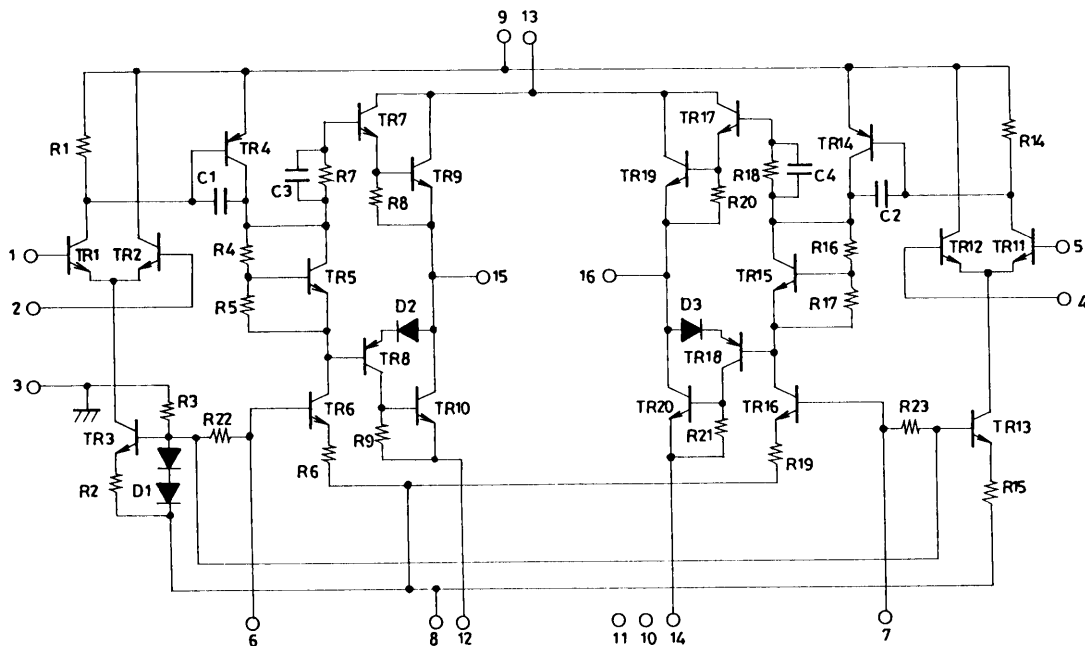 9 13
R1
TR4
C1
TR7
C3
R7
R8
TR9
TR17
TR19
R18
C4
R20
TR14
C2
R14
1
TR1
TR2
R4
TR5
R5
2
15
16
D2
TR8
D3
TR18
TR15
R16
R17
TR12
TR11
5
4
3
R3
R22
TR3
R2
D1
TR6
R6
R9
TR10
TR20
R21
TR16
R19
R23
TR13
R15
6
8
12
11
10
14
7